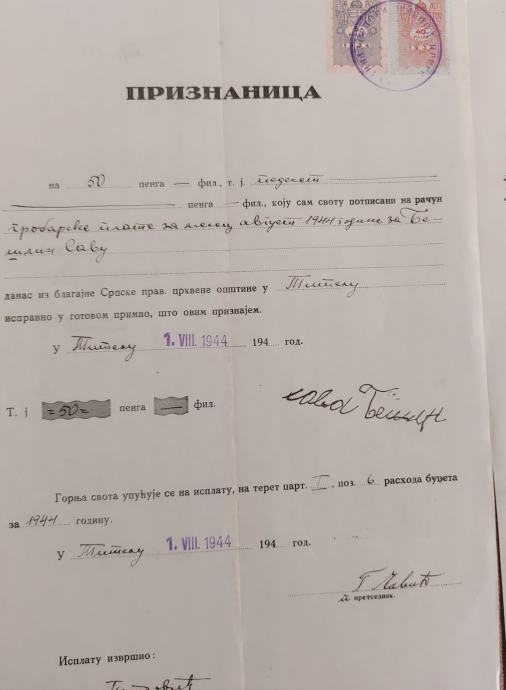 40
ПРИЗНАНИЦА
на 50 пенга — фил., т. ј. педесет
— пенга — фил., коју сам своту потписани на рачун
гробарске плате за месец август 1944 године за Бе-
шлин Саву
данас из благајне Српске прав. црквене општине у Тителу
исправно у готовом примио, што овим признајем.
У Тителу 1. VIII. 1944 194 год.
Т. ј =50= пенга — фил.
Сава Бешлин
Горња свота упућује се на исплату, на терет парт. I, поз. 6 расхода буџета
за 1944 годину.
У Тителу 1. VIII. 1944 194 год.
претседник.
Исплату извршио: